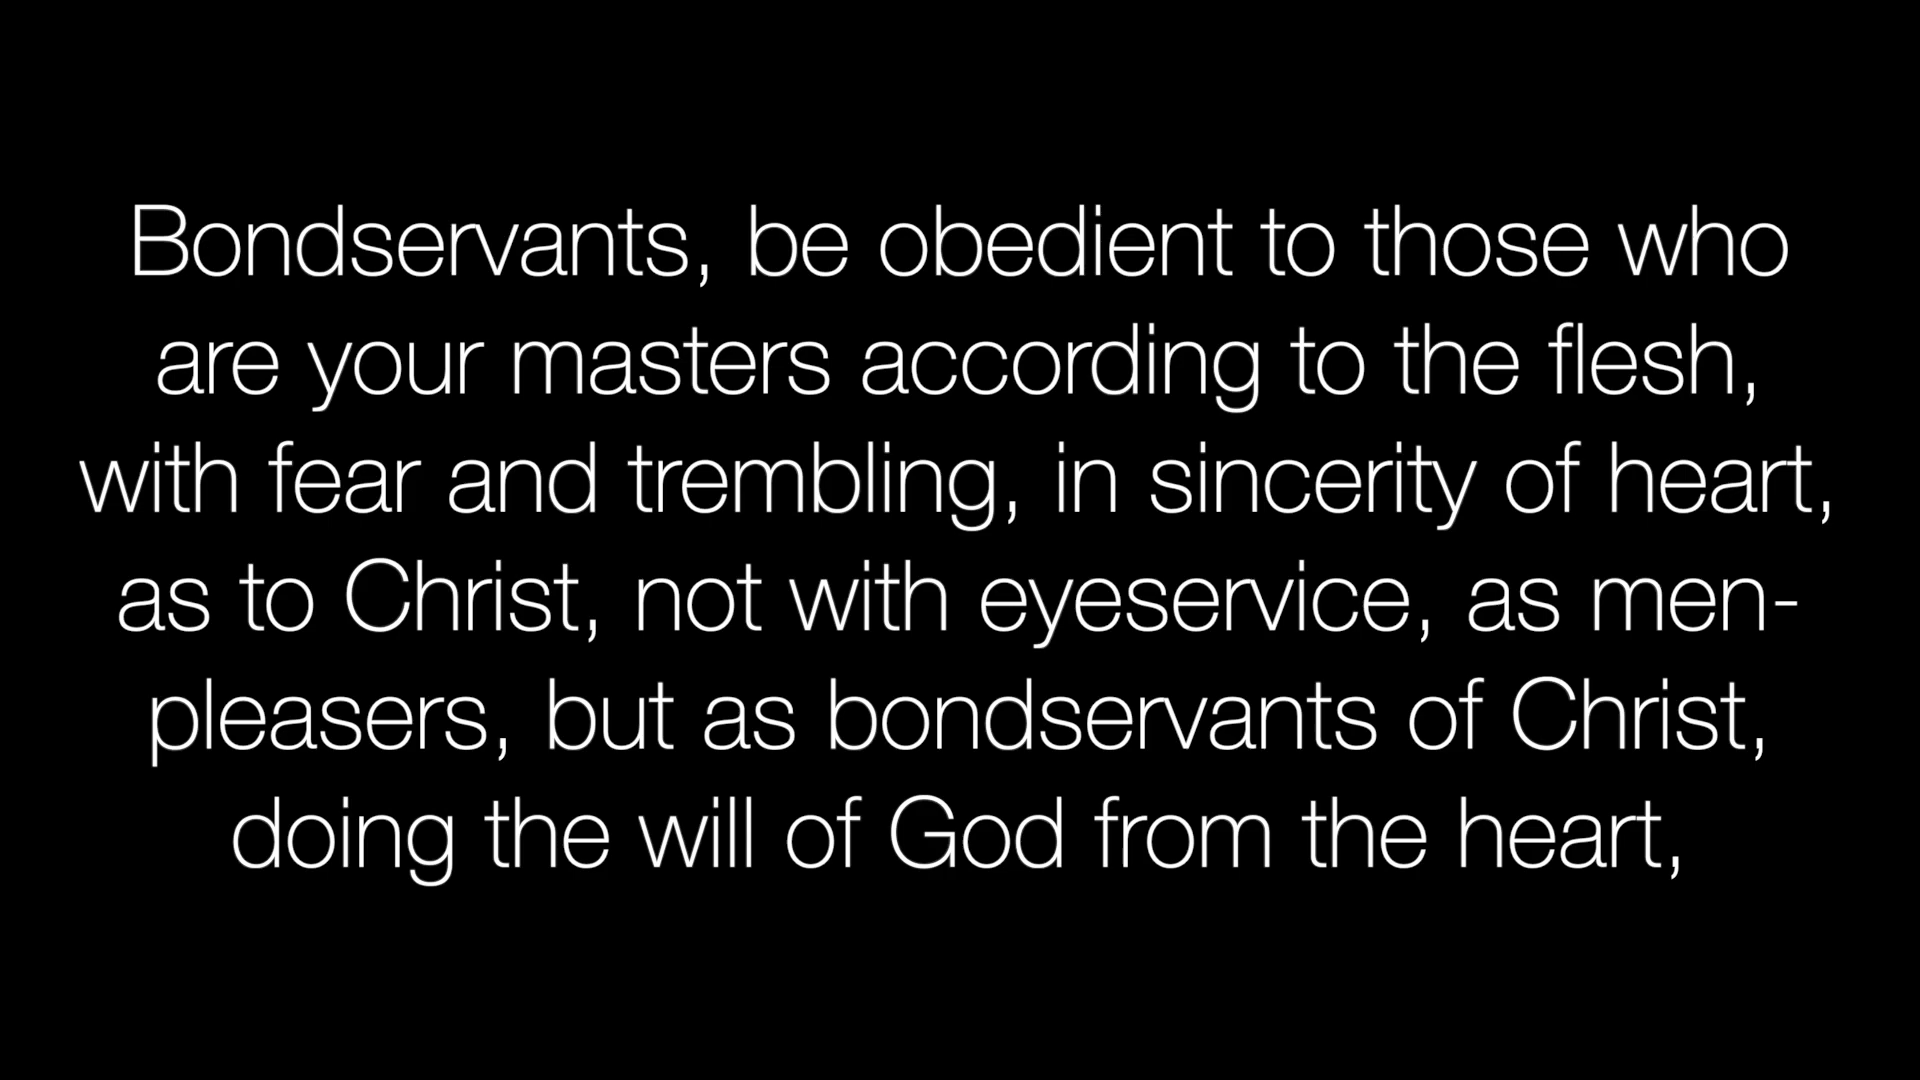 Bondservants, be obedient to those who
are your masters according to the flesh,
with fear and trembling, in sincerity of heart,
as to Christ, not with eyeservice, as men-
pleasers, but as bondservants of Christ,
doing the will of God from the heart,